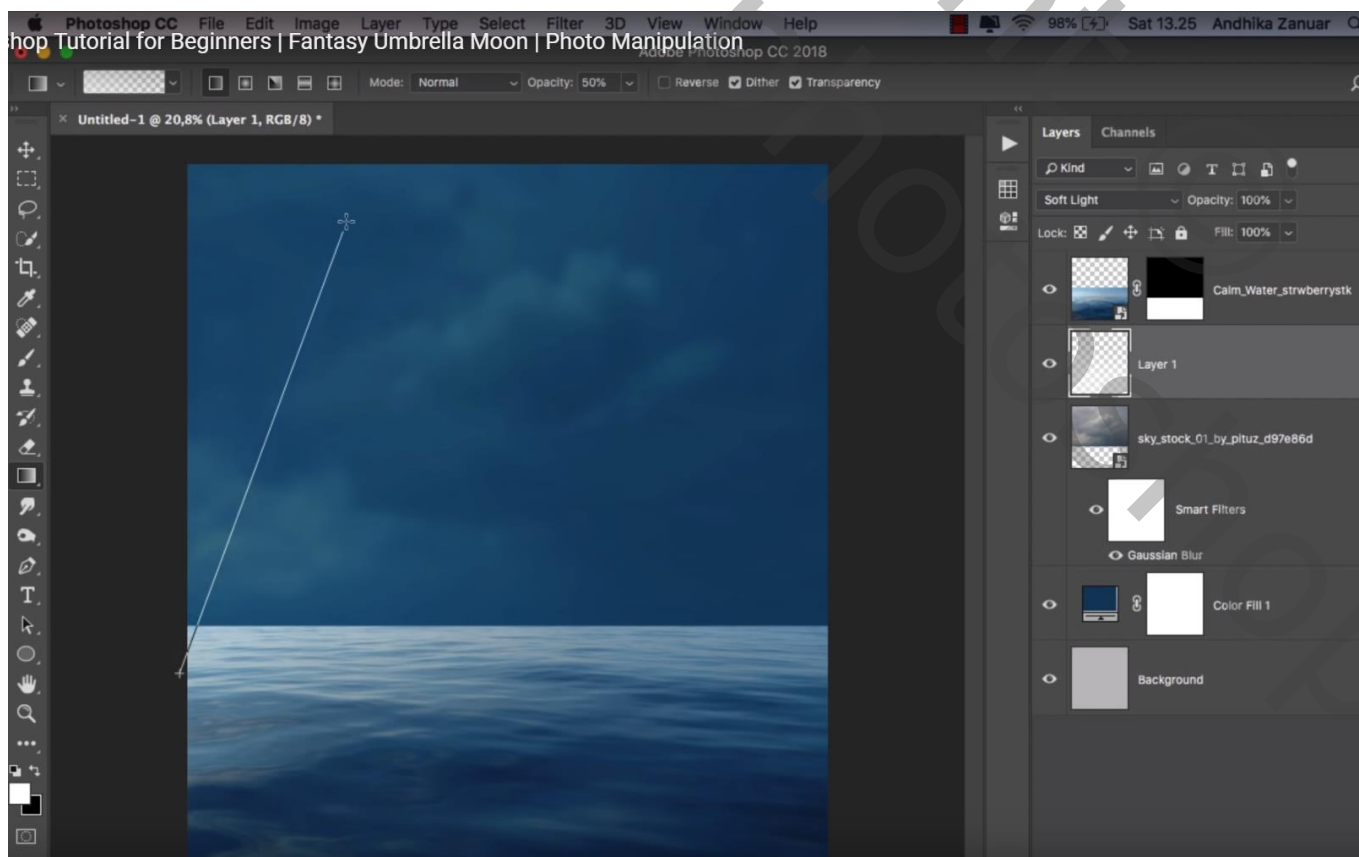 Photoshop CC File Edit Image Layer Type Select Filter 3D View Window Help 98% Sat 13.25 Andhika Zanuar
hop Tutorial for Beginners | Fantasy Umbrella Moon | Photo Manipulation
Adobe Photoshop CC 2018
Mode: Normal Opacity: 50% Reverse Dither Transparency
× Untitled-1 @ 20,8% (Layer 1, RGB/8) *
Layers Channels
Kind
Soft Light Opacity: 100%
Lock: Fill: 100%
Calm_Water_strwberrystk
Layer 1
sky_stock_01_by_pituz_d97e86d
Smart Filters
Gaussian Blur
Color Fill 1
Background